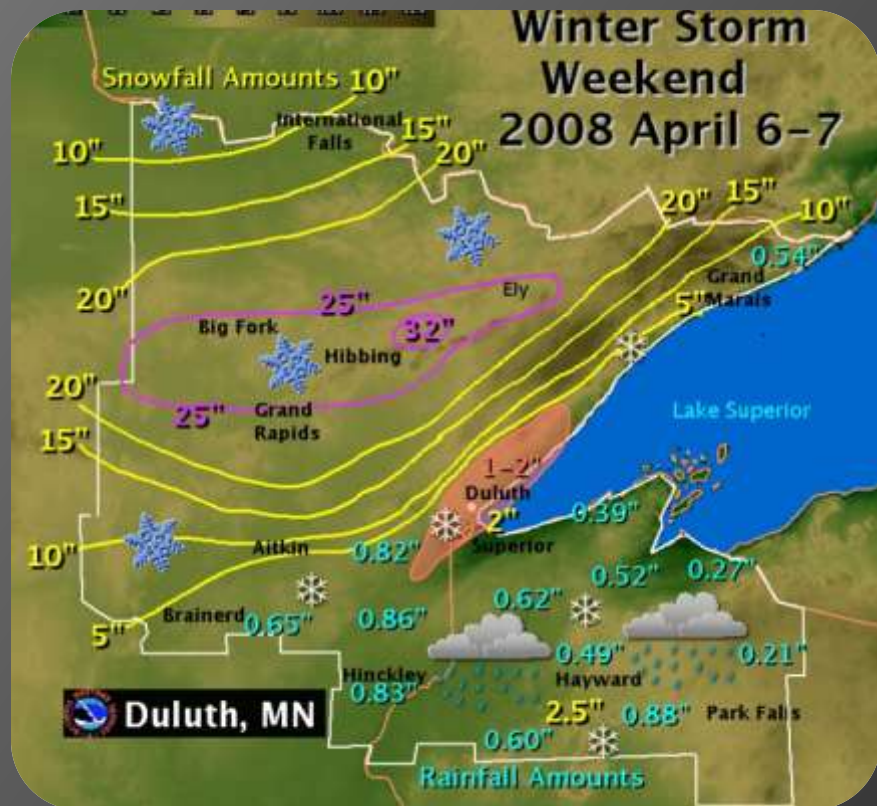 Winter Storm
Weekend
2008 April 6-7
Snowfall Amounts 10"
International
Falls
15"
20"
10"
15"
20"
20" 15" 10"
0.54"
Grand
Marais
5"
25"
Ely
Big Fork
32"
Hibbing
20"
25"
Grand
Rapids
15"
Lake Superior
1-2"
Duluth
2"
0.39"
10"
Aitkin
0.82"
Superior
0.52"
0.27"
0.62"
Brainerd
0.65"
0.86"
5"
0.49"
0.21"
Hinckley
0.83"
Hayward
Duluth, MN
2.5"
0.88"
Park Falls
0.60"
Rainfall Amounts